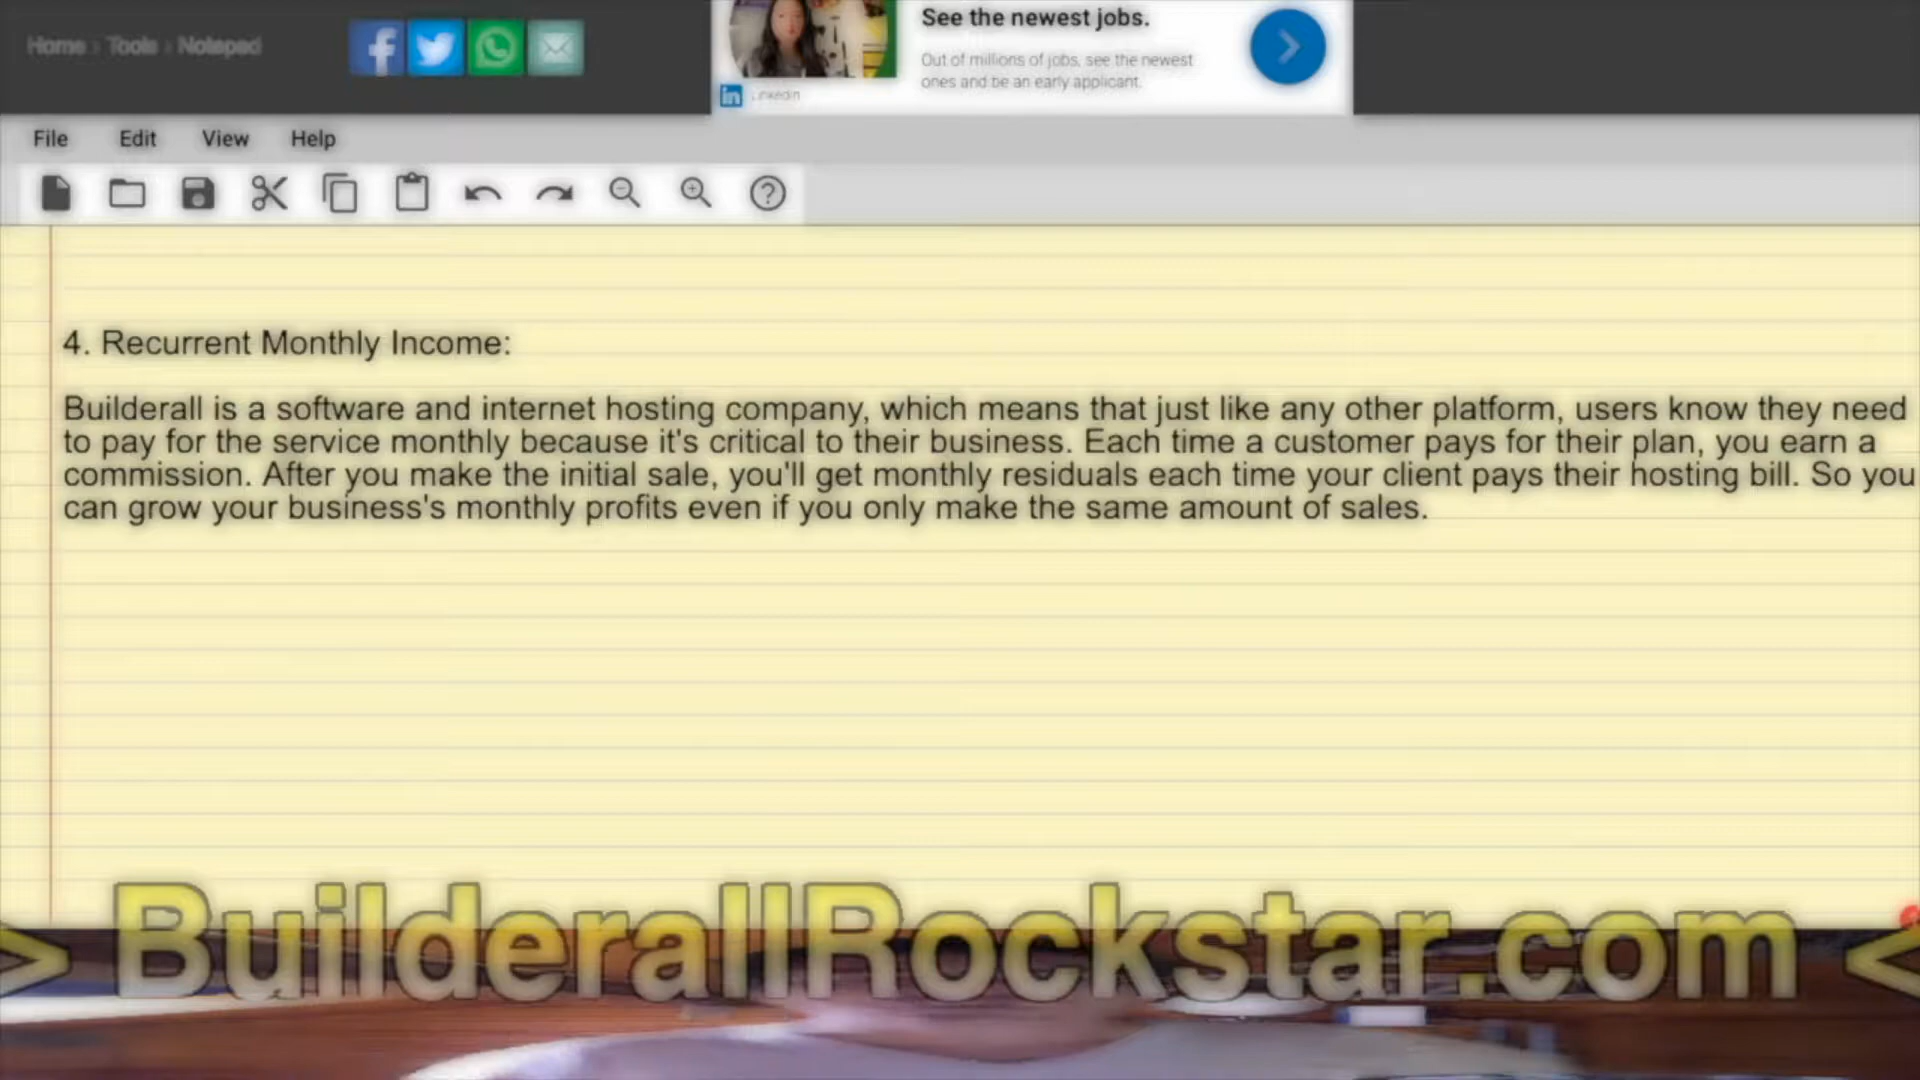 Home › Tools › Notepad
See the newest jobs.
Out of millions of jobs, see the newest
ones and be an early applicant.
in LinkedIn
File Edit View Help
4. Recurrent Monthly Income:
Builderall is a software and internet hosting company, which means that just like any other platform, users know they need
to pay for the service monthly because it's critical to their business. Each time a customer pays for their plan, you earn a
commission. After you make the initial sale, you'll get monthly residuals each time your client pays their hosting bill. So you
can grow your business's monthly profits even if you only make the same amount of sales.
> BuilderallRockstar.com <